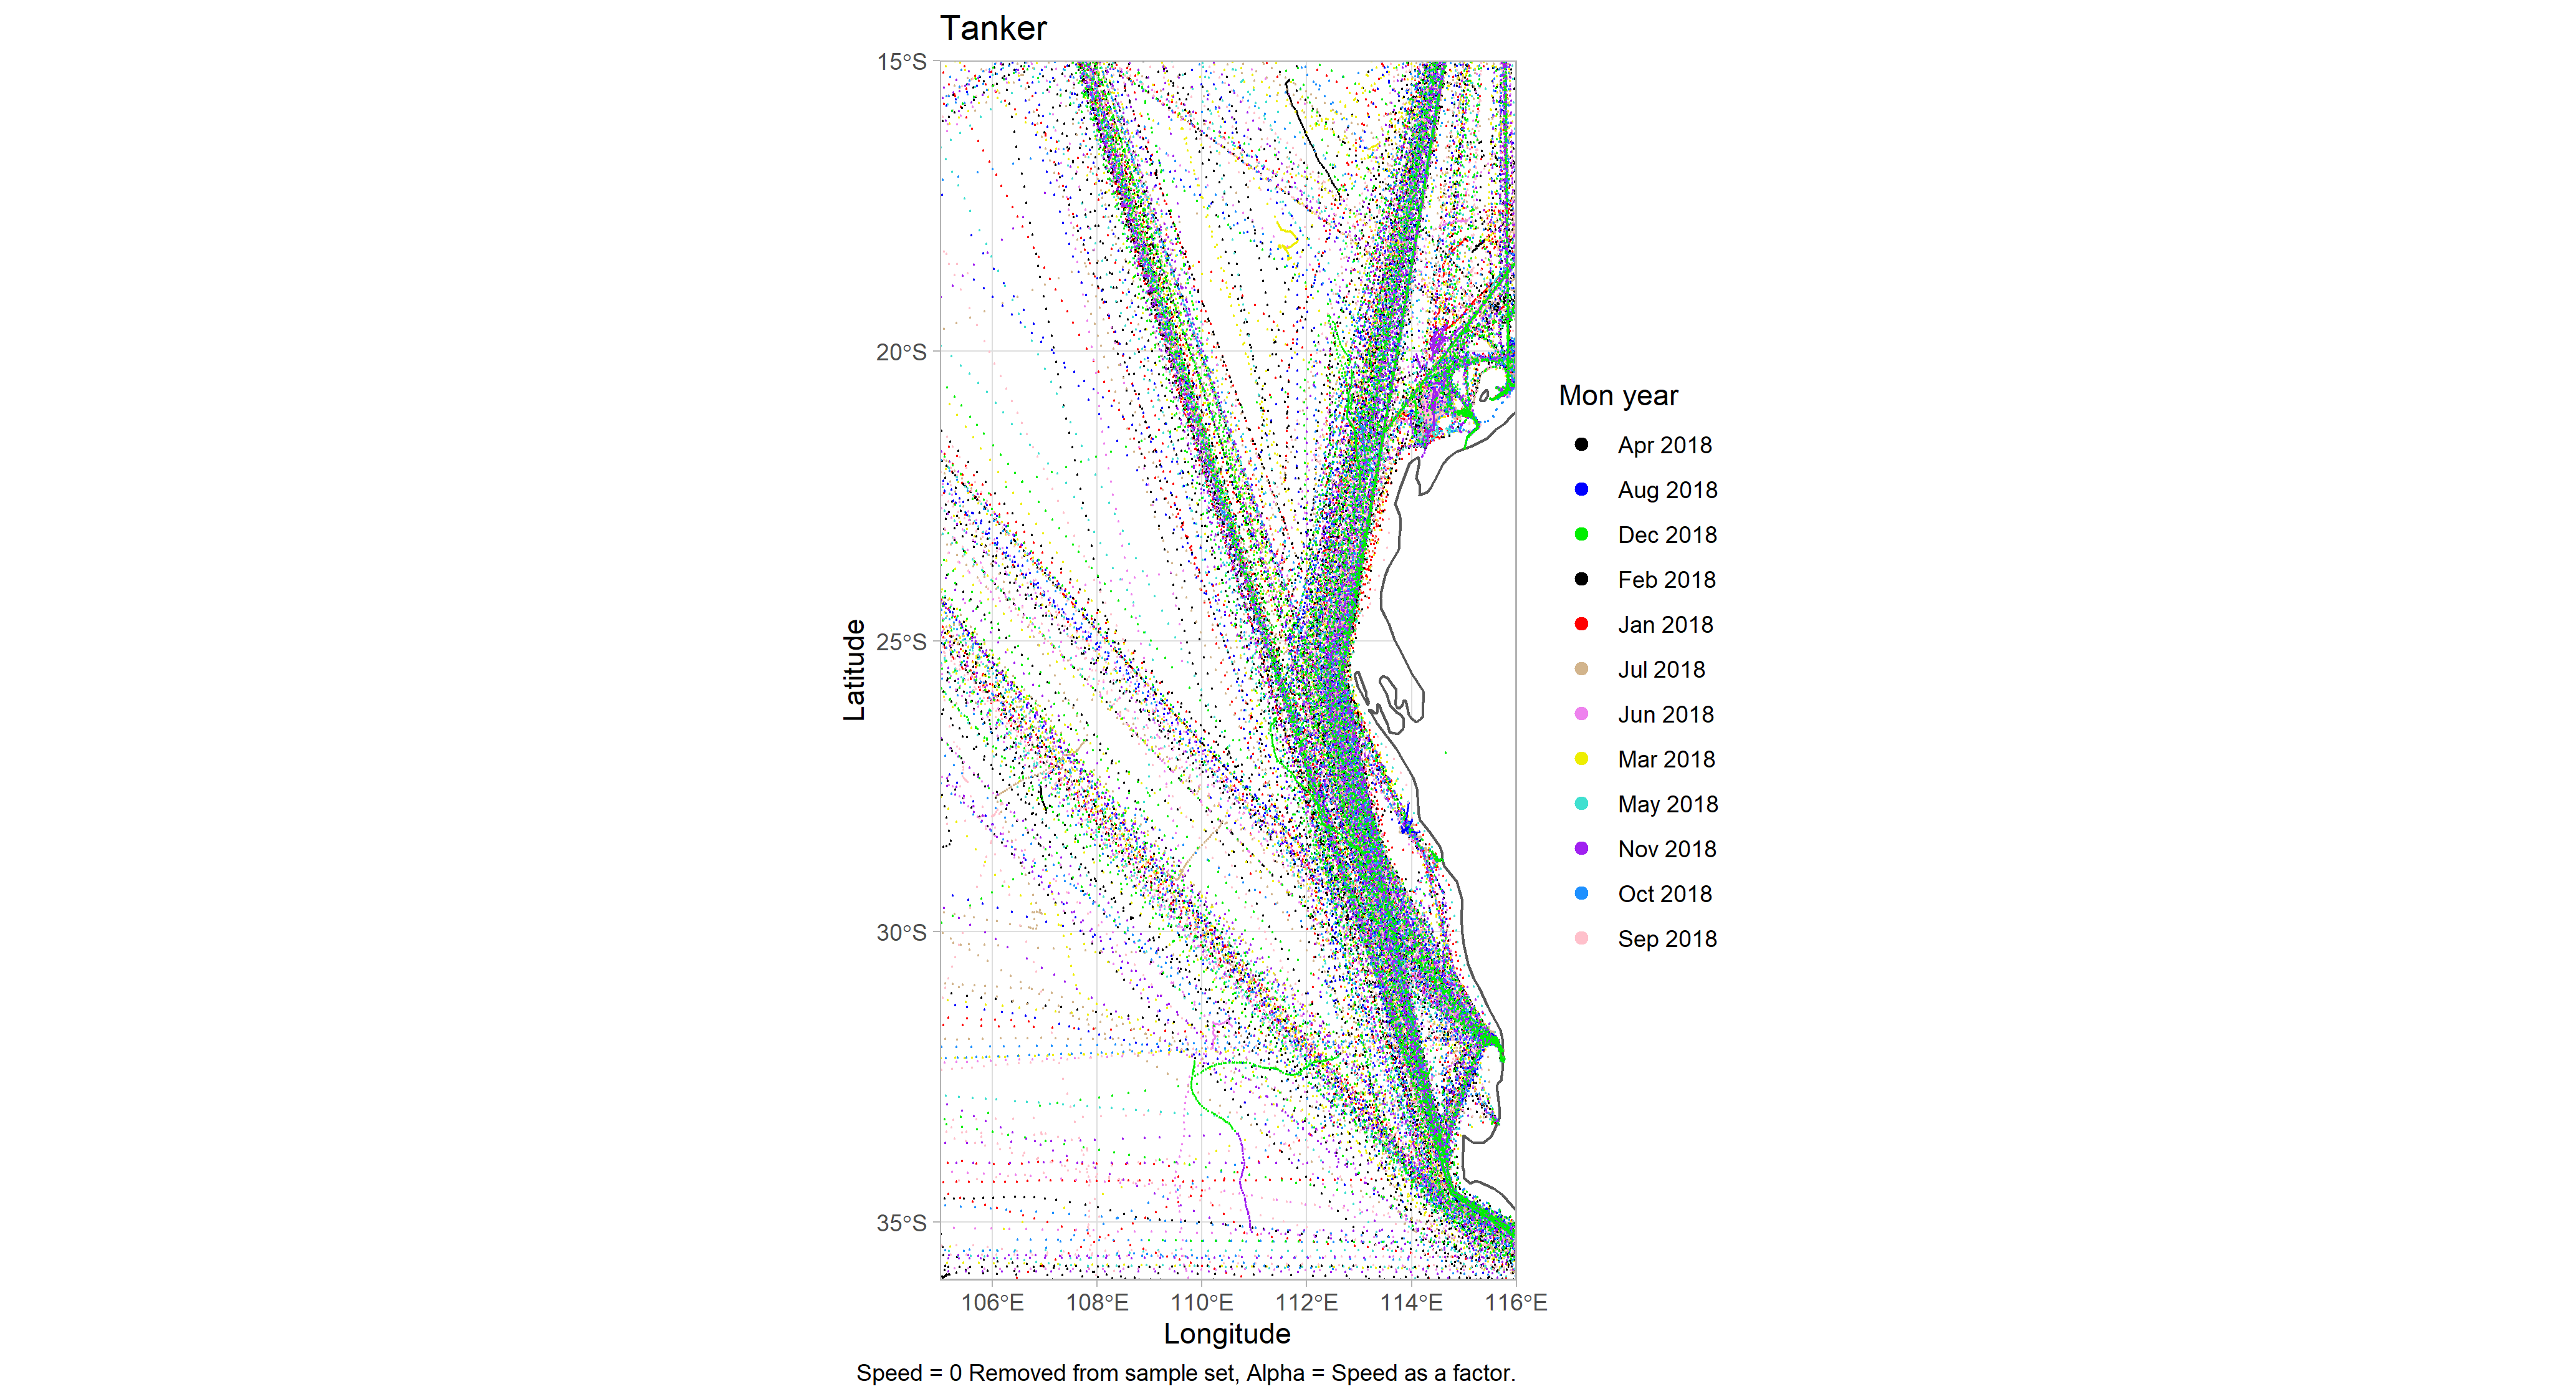 Tanker
15°S
20°S
25°S
30°S
35°S
Latitude
106°E 108°E 110°E 112°E 114°E 116°E
Longitude
Speed = 0 Removed from sample set, Alpha = Speed as a factor.
Mon year
Apr 2018
Aug 2018
Dec 2018
Feb 2018
Jan 2018
Jul 2018
Jun 2018
Mar 2018
May 2018
Nov 2018
Oct 2018
Sep 2018